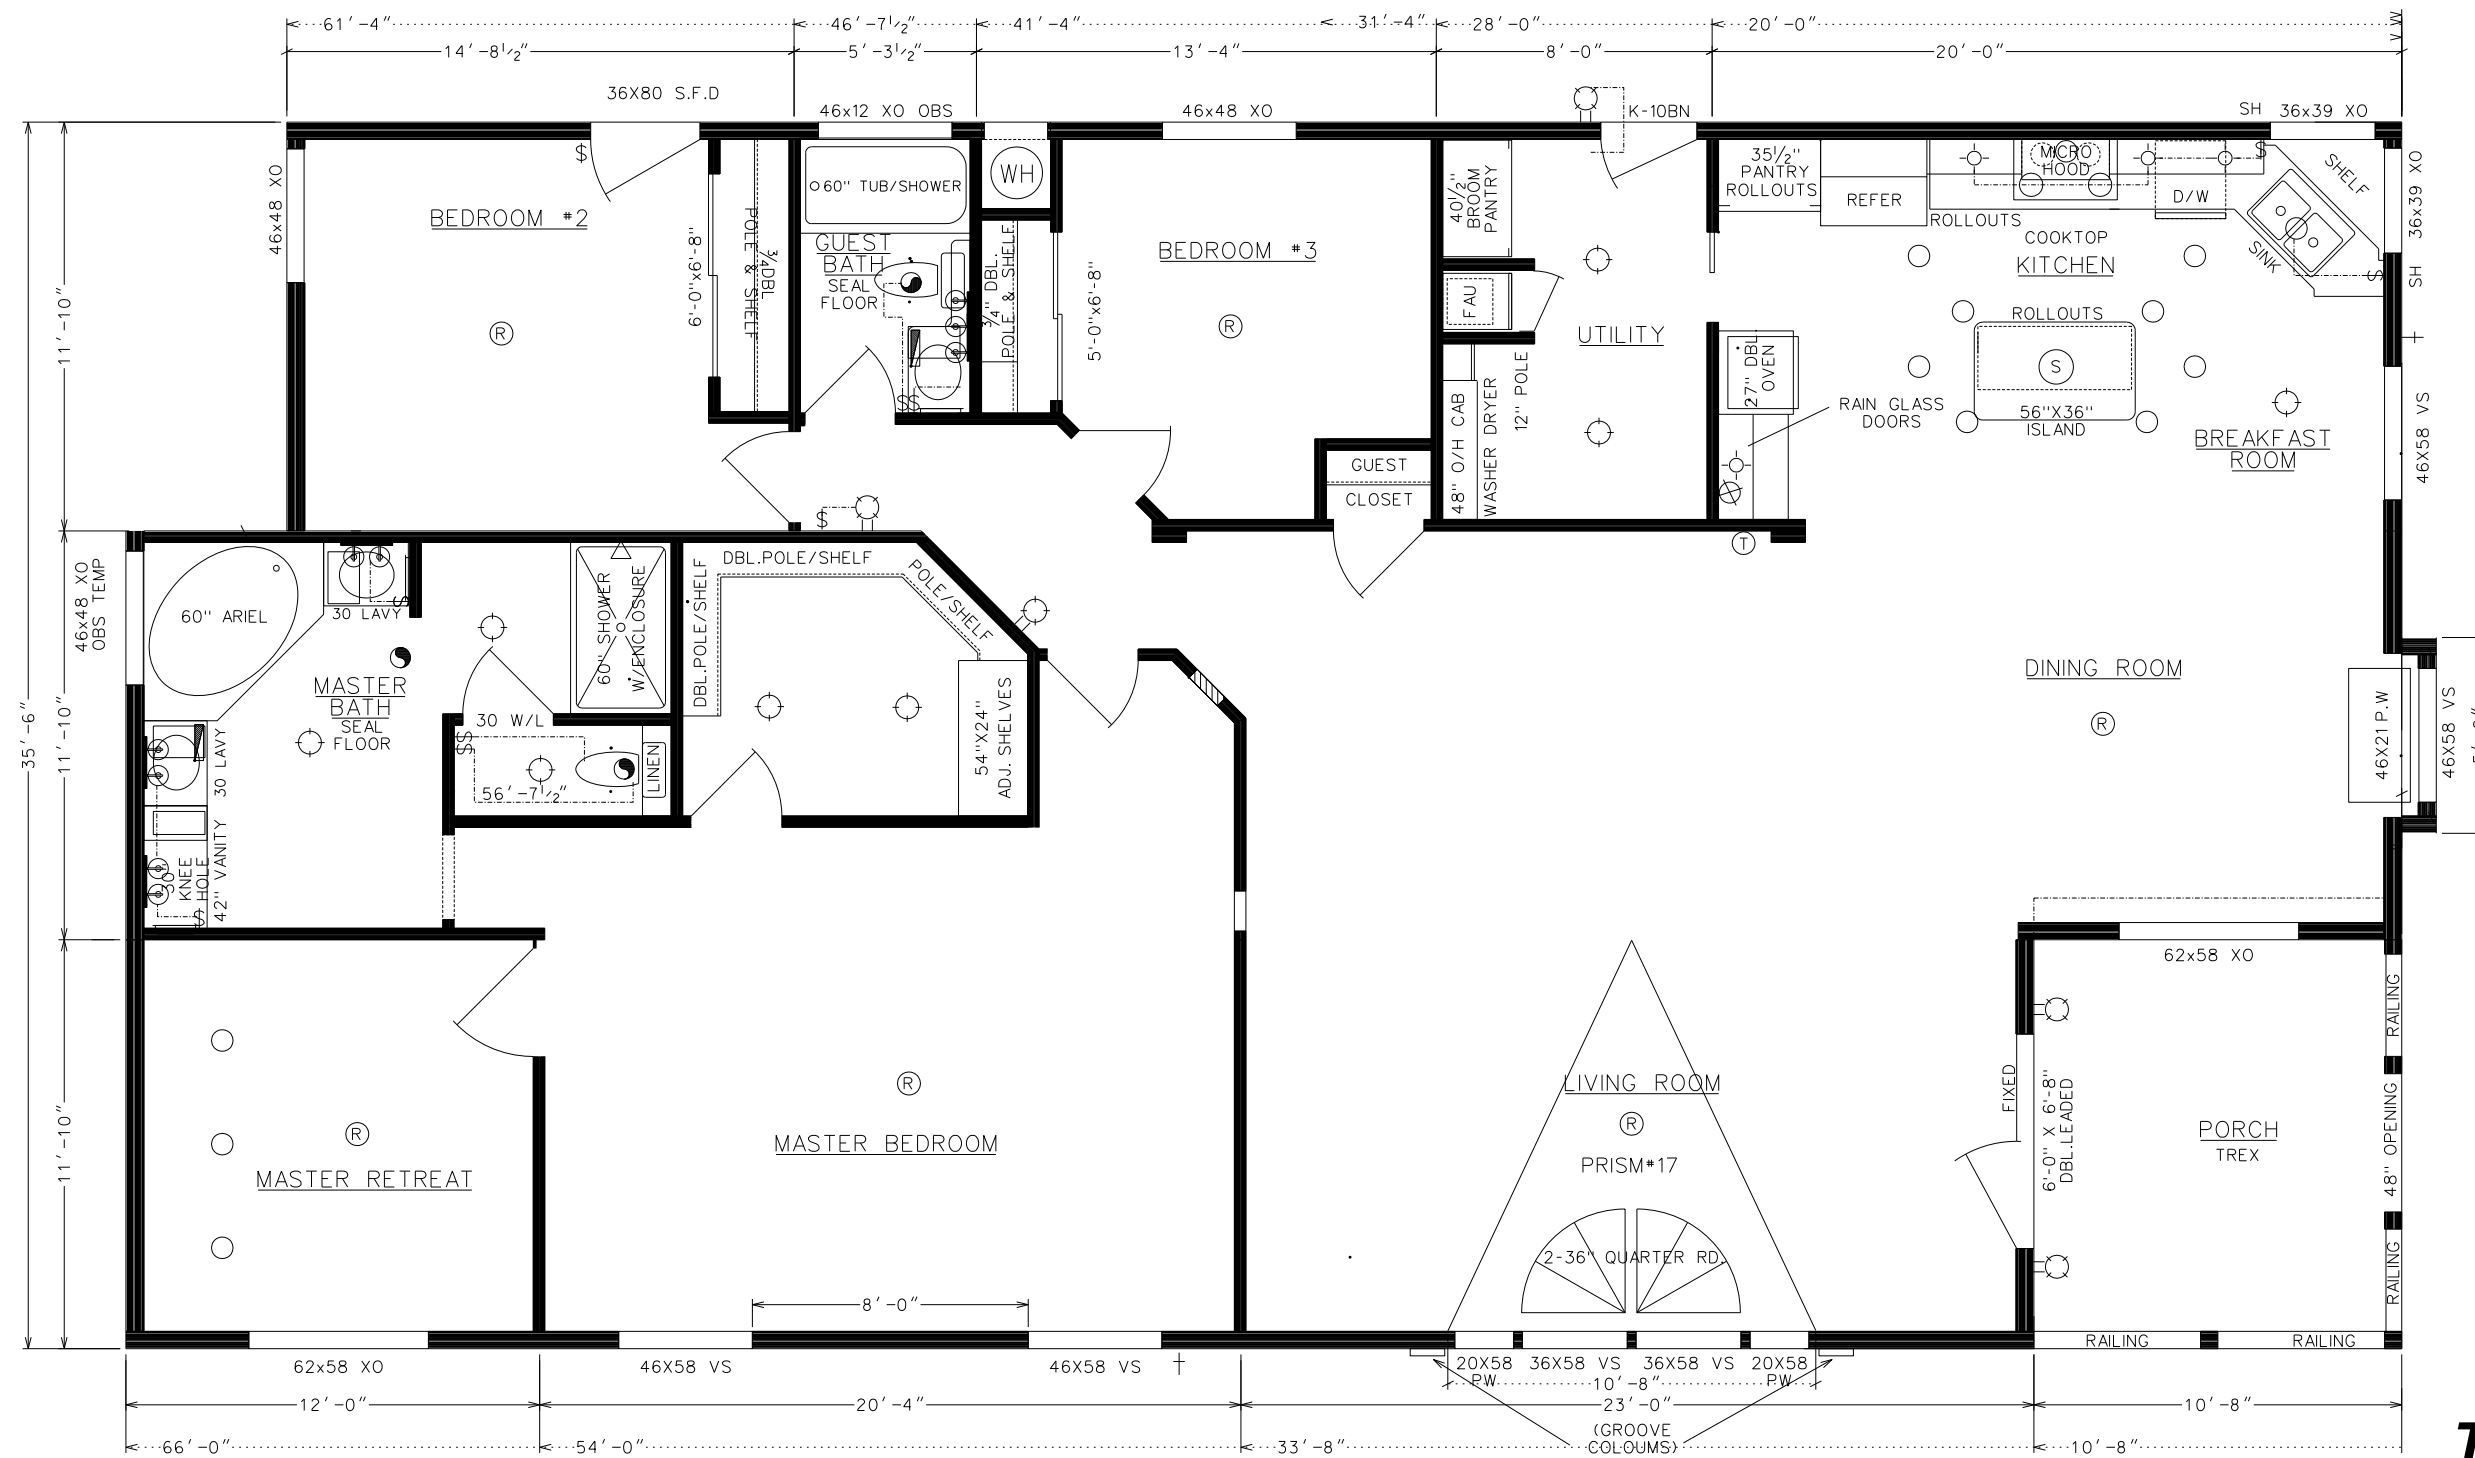 61'-4"
46'-7½"
41'-4"
31'-4"
28'-0"
20'-0"
14'-8½"
5'-3½"
13'-4"
8'-0"
20'-0"
36X80 S.F.D
46x12 XO OBS
46x48 XO
K-10BN
SH 36x39 XO
46x48 XO
BEDROOM #2
R
$
6'-0"x6'-8"
POLE & SHELF
¾DBL
60" TUB/SHOWER
GUEST
BATH
SEAL
FLOOR
$$
WH
¾" DBL.
POLE & SHELF
5'-0"x6'-8"
BEDROOM #3
R
GUEST
CLOSET
40½"
BROOM
PANTRY
FAU
UTILITY
12" POLE
48" O/H CAB
WASHER DRYER
35½"
PANTRY
ROLLOUTS
REFER
ROLLOUTS
MICRO
HOOD
COOKTOP
KITCHEN
D/W
$
SHELF
SINK
$
36x39 XO
SH
ROLLOUTS
S
56"X36"
ISLAND
27" DBL.
OVEN
RAIN GLASS
DOORS
BREAKFAST
ROOM
46X58 VS
T
11'-10"
11'-10"
11'-10"
35'-6"
46x48 XO
OBS TEMP
60" ARIEL
30 LAVY
$
MASTER
BATH
SEAL
FLOOR
30 LAVY
42" VANITY
30"
KNEE
HOLE
$
60" SHOWER
W/ENCLOSURE
30 W/L
$$
56'-7½"
LINEN
$
DBL.POLE/SHELF
DBL.POLE/SHELF
POLE/SHELF
54"X24"
ADJ. SHELVES
DINING ROOM
R
46X21 P.W
46X58 VS
MASTER RETREAT
R
MASTER BEDROOM
R
8'-0"
LIVING ROOM
R
PRISM#17
2-36" QUARTER RD.
62x58 XO
FIXED
6'-0" X 6'-8"
DBL.LEADED
PORCH
TREX
RAILING
48" OPENING
RAILING
RAILING
RAILING
62x58 XO
46X58 VS
46X58 VS
20X58
PW
36X58 VS
36X58 VS
20X58
PW
10'-8"
12'-0"
20'-4"
23'-0"
10'-8"
(GROOVE
COLOUMS)
66'-0"
54'-0"
33'-8"
10'-8"